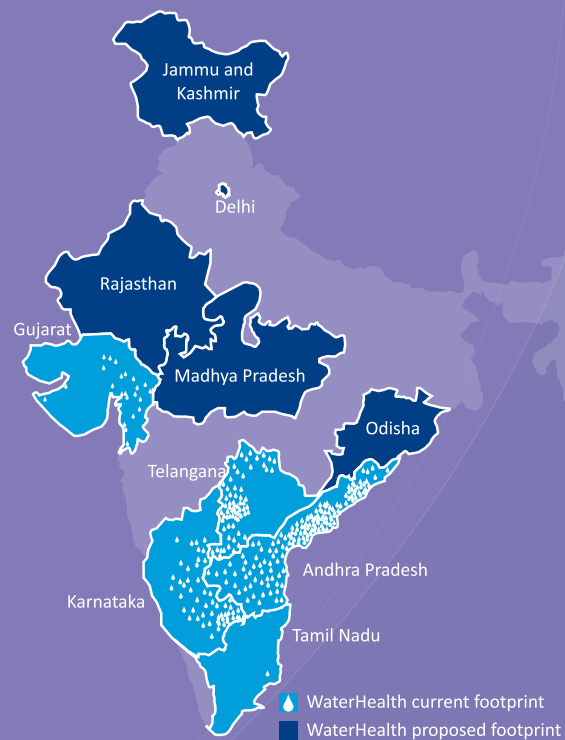 Jammu and
Kashmir
Delhi
Rajasthan
Gujarat
Madhya Pradesh
Odisha
Telangana
Andhra Pradesh
Karnataka
Tamil Nadu
WaterHealth current footprint
WaterHealth proposed footprint